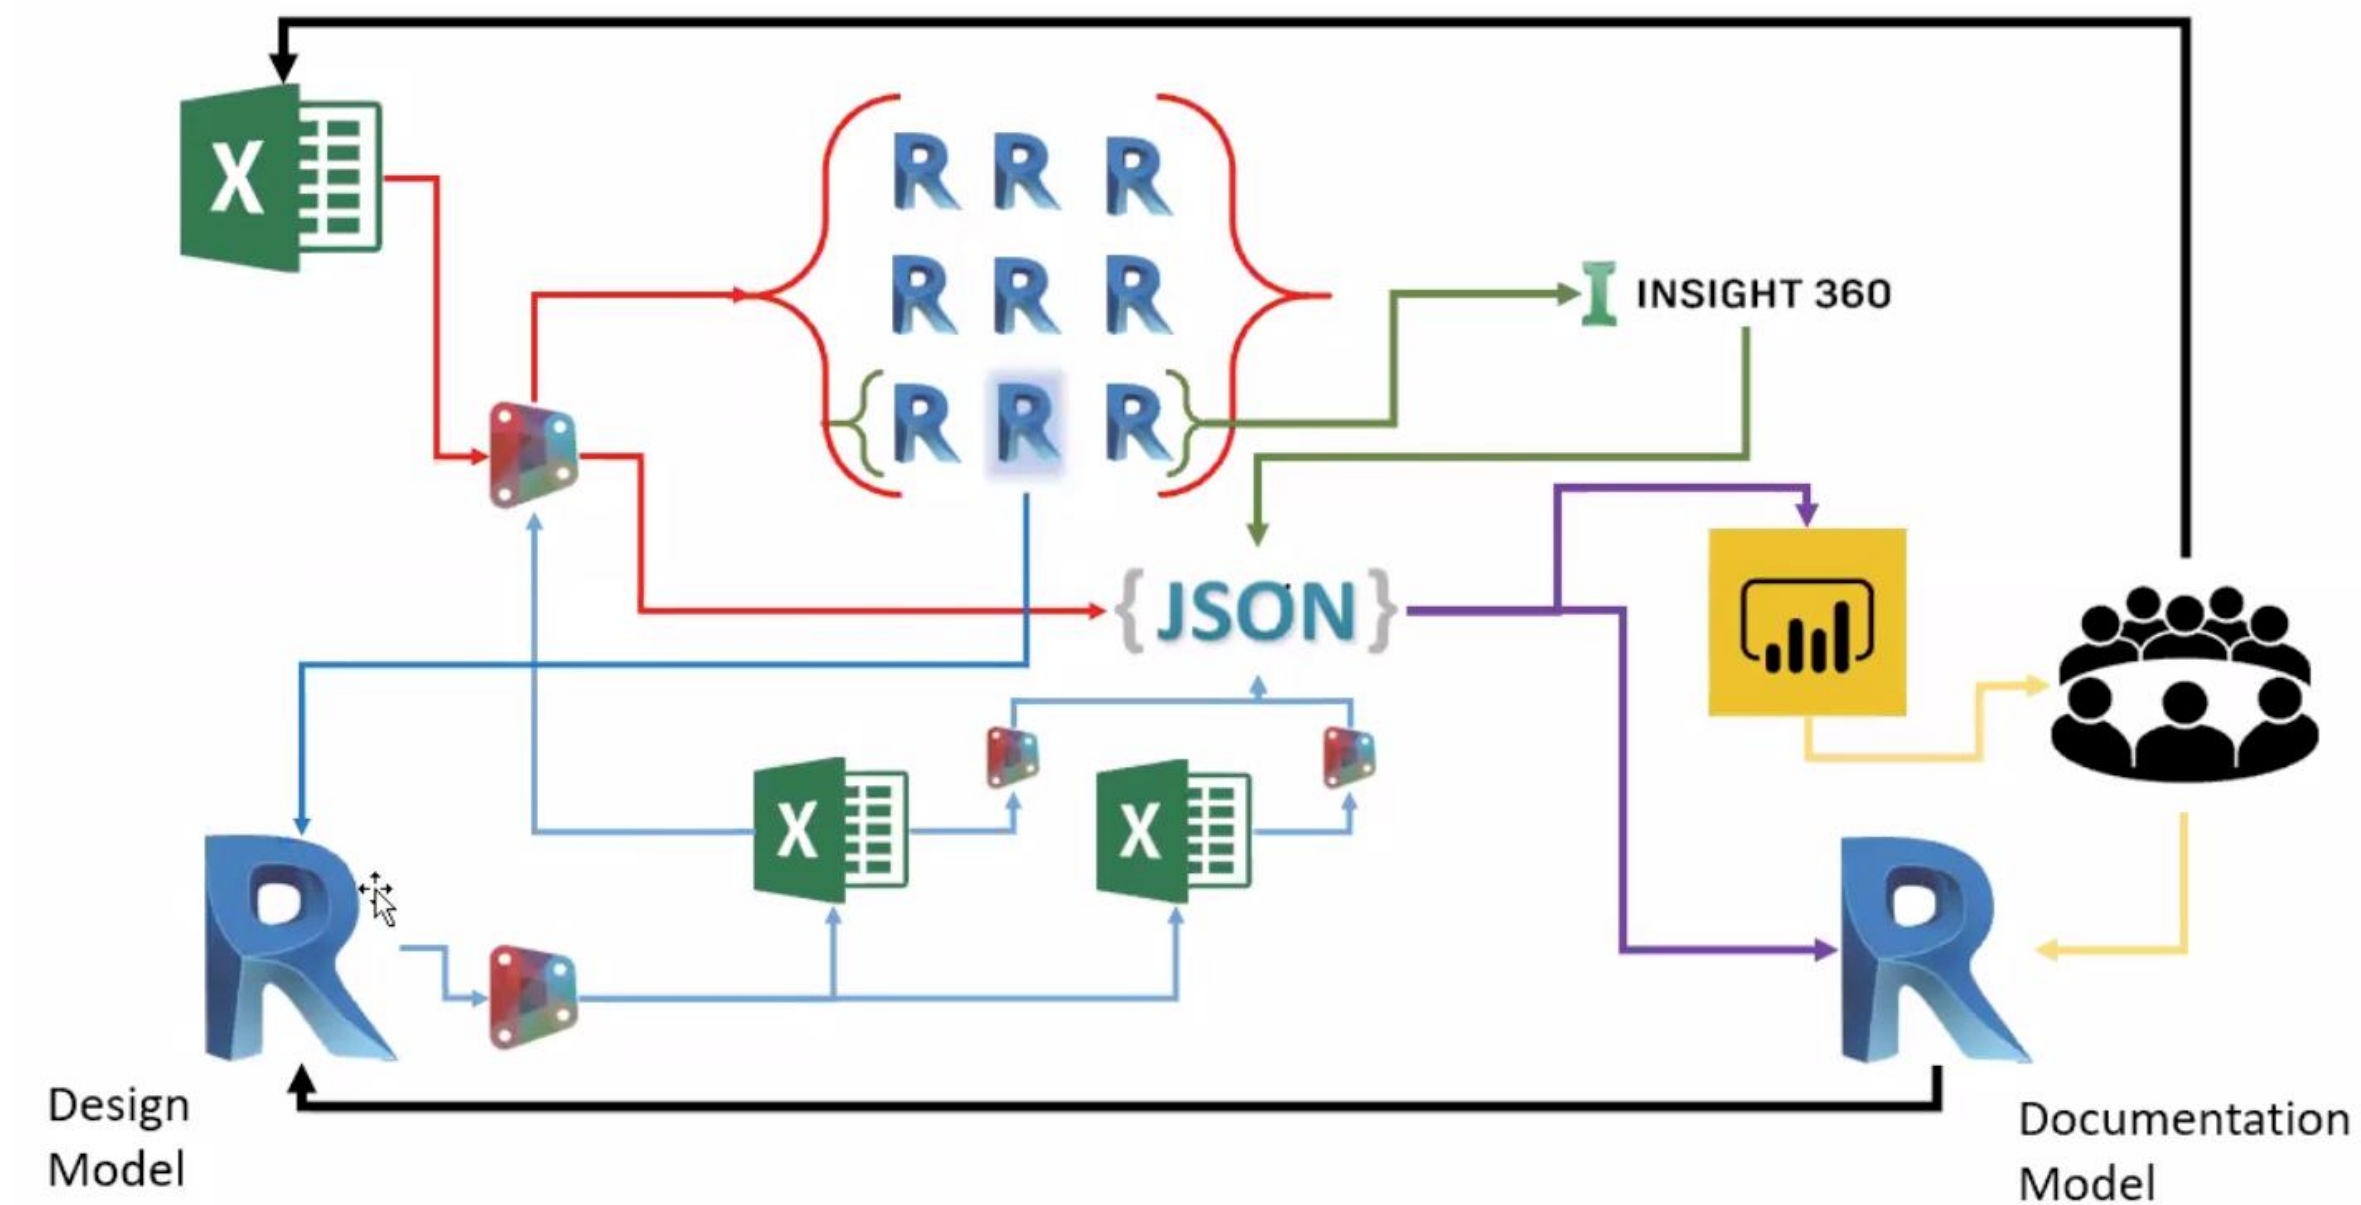 X
R R R
R R R
R R R
INSIGHT 360
{ JSON }
X
X
R
R
Design
Model
Documentation
Model